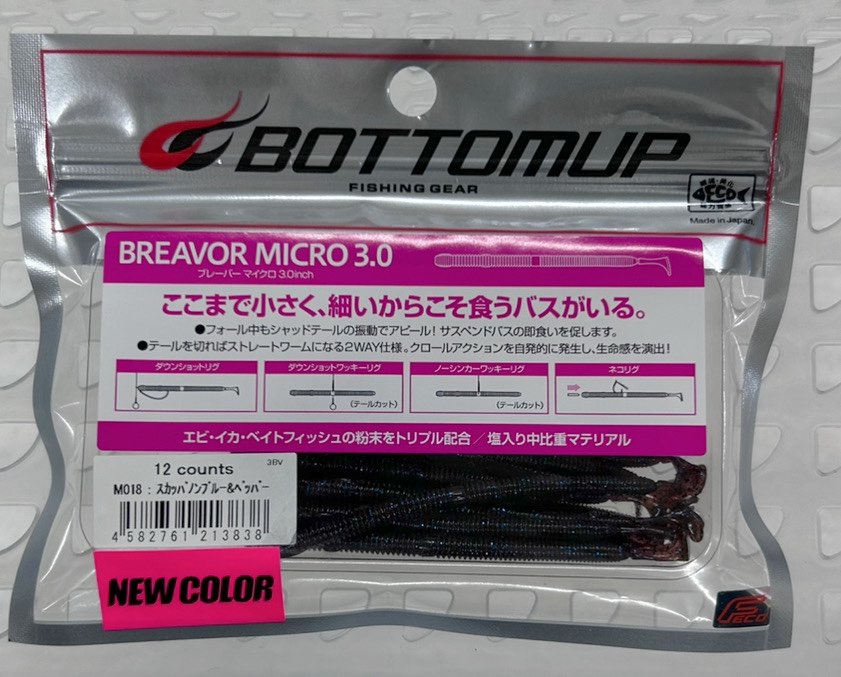 BOTTOMUP
FISHING GEAR
ECO
Made in Japan
BREAVOR MICRO 3.0
ブレーバー マイクロ 3.0inch
ここまで小さく、細いからこそ食うバスがいる。
●フォール中もシャッドテールの振動でアピール! サスペンドバスの即食いを促します。
●テールを切ればストレートワームになる2WAY仕様。クロールアクションを自発的に発生し、生命感を演出!
ダウンショットリグ
ダウンショットワッキーリグ
(テールカット)
ノーシンカーワッキーリグ
(テールカット)
ネコリグ
エビ・イカ・ベイトフィッシュの粉末をトリプル配合/塩入り中比重マテリアル
12 counts
3BV
M018 : スカッパノンブルー&ペッパー
4 582761 213838
NEW COLOR
FECO